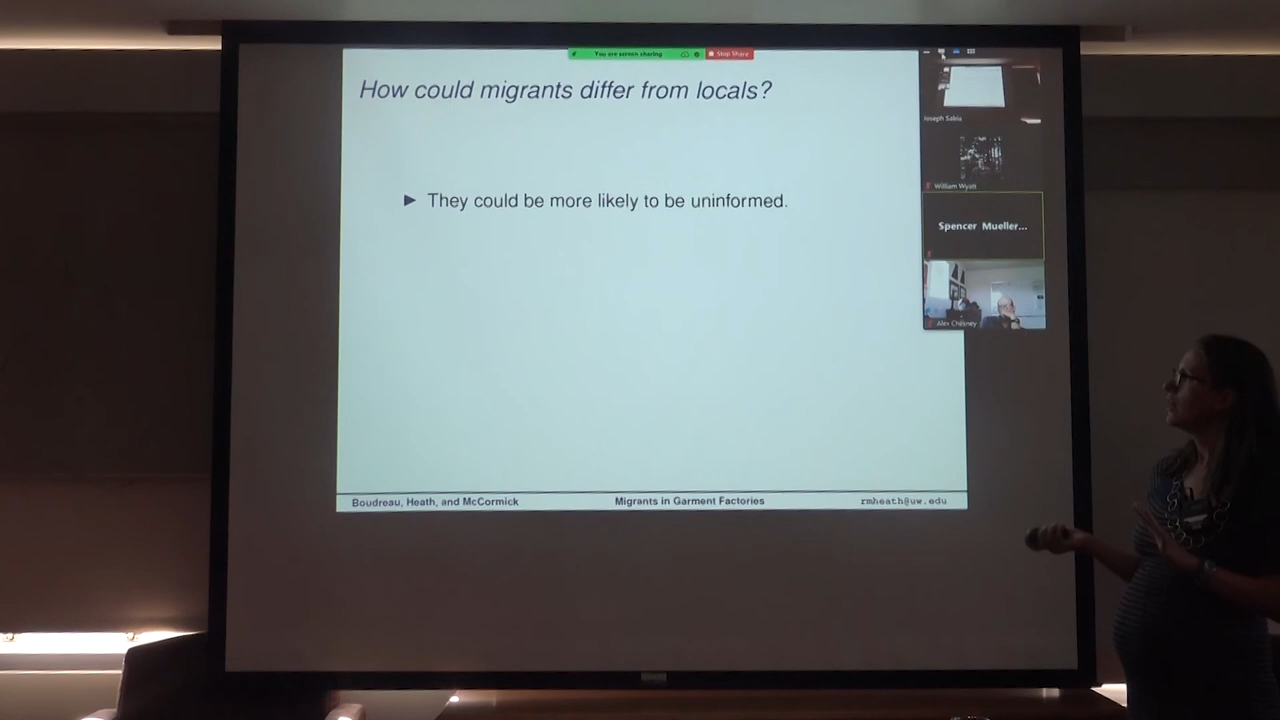 You are screen sharing
Stop Share
How could migrants differ from locals?
► They could be more likely to be uninformed.
Joseph Sabia
William Wyatt
Spencer Mueller...
Alex Chesney
Boudreau, Heath, and McCormick
Migrants in Garment Factories
rmheath@uw.edu